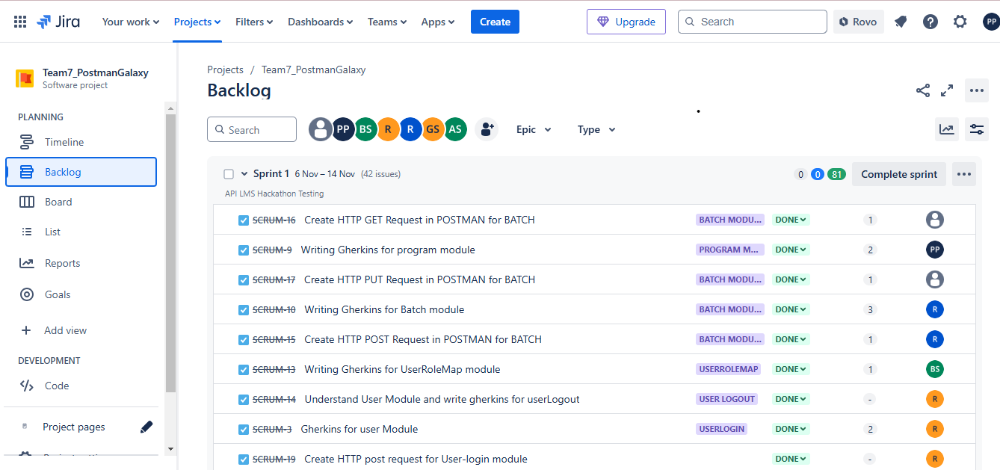 Jira Your work Projects Filters Dashboards Teams Apps Create Upgrade Search Rovo PP
Team7_PostmanGalaxy
Software project
PLANNING
Timeline
Backlog
Board
List
Reports
Goals
Add view
DEVELOPMENT
Code
Project pages
Projects / Team7_PostmanGalaxy
Backlog
Search PP BS R R GS AS Epic Type
Sprint 1 6 Nov – 14 Nov (42 issues) 0 0 81 Complete sprint
API LMS Hackathon Testing
SCRUM-16 Create HTTP GET Request in POSTMAN for BATCH BATCH MODU... DONE 1
SCRUM-9 Writing Gherkins for program module PROGRAM M... DONE 2 PP
SCRUM-17 Create HTTP PUT Request in POSTMAN for BATCH BATCH MODU... DONE 1
SCRUM-10 Writing Gherkins for Batch module BATCH MODU... DONE 3 R
SCRUM-15 Create HTTP POST Request in POSTMAN for BATCH BATCH MODU... DONE 1 R
SCRUM-13 Writing Gherkins for UserRoleMap module USERROLEMAP DONE 1 BS
SCRUM-14 Understand User Module and write gherkins for userLogout USER LOGOUT DONE - R
SCRUM-3 Gherkins for user Module USERLOGIN DONE 2 R
SCRUM-19 Create HTTP post request for User-login module DONE - R